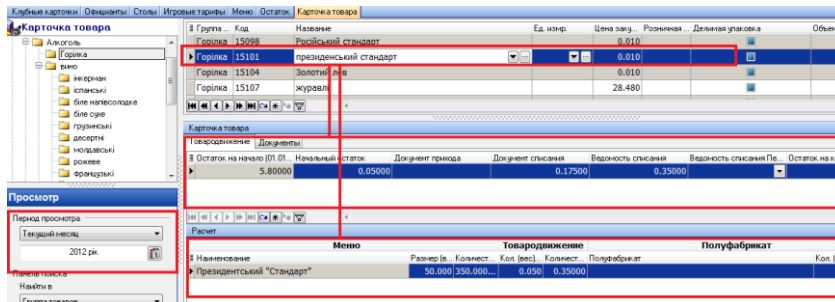 Клубные карточки Официанты Столы Игровые тарифы Меню Остаток Карточка товара
Карточка товара
Алкоголь
Горілка
вино
інкерман
іспанські
біле напівсолодке
біле сухе
грузинські
десертні
молдавські
рожеве
французькі
Группа... Код Название Ед. измр. Цена заку... Розничная ... Делимая упаковка Объем
Горілка 15098 Російський стандарт 0.010
Горілка 15101 президенський стандарт 0.010
Горілка 15104 Золотий лев 0.010
Горілка 15107 журавлі 28.480
Карточка товара
Товародвижение Документы
Остаток на начало (01.01... Начальный остаток Документ прихода Документ списания Ведомость списания Ведомость списания Пе... Остаток на к
5.80000 0.05000 0.17500 0.35000
Просмотр
Период просмотра
Текущий месяц
2012 рік
Панель поиска
Найти в
Группа товаров
Расчет
Меню Товародвижение Полуфабрикат
Наименование Размер (в... Количест... Кол. (вес)... Количест... Полуфабрикат Кол. (
Президентський "Стандарт" 50.000 350.000... 0.050 0.35000